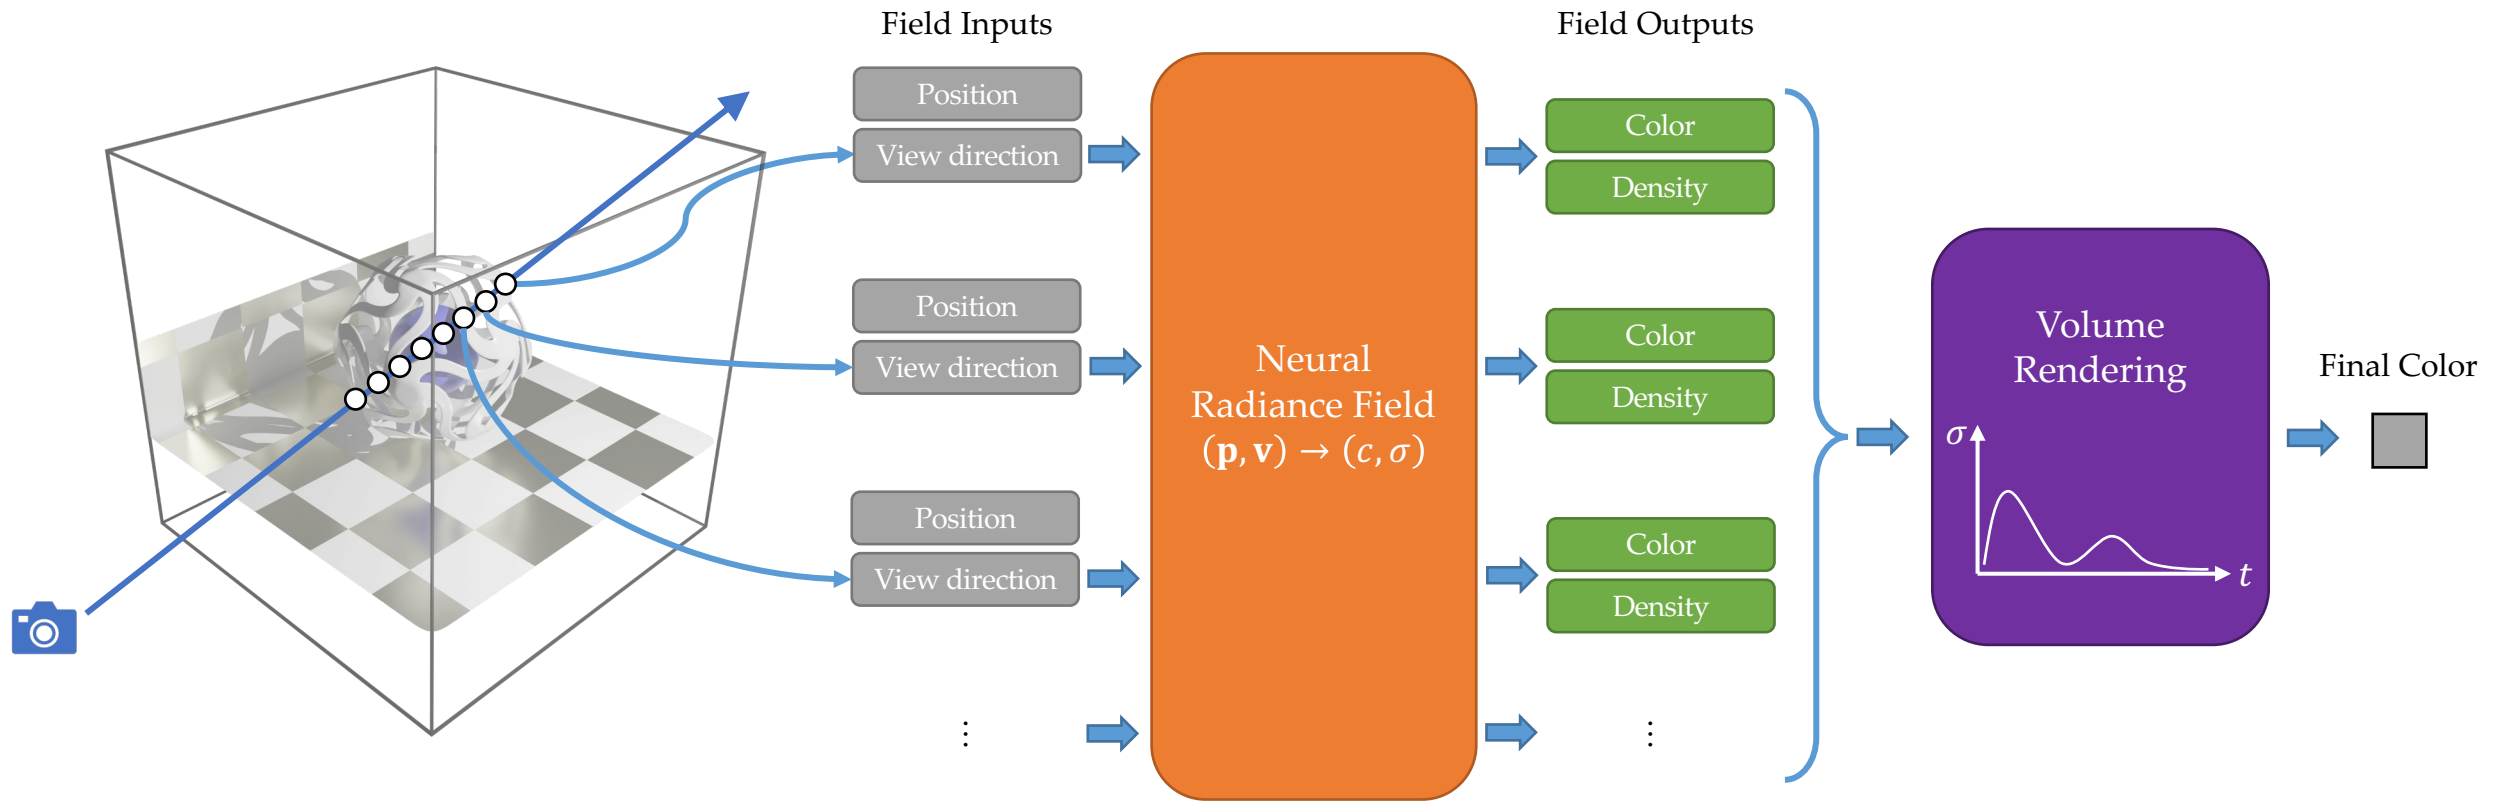 Field Inputs
Field Outputs
Position
View direction
Color
Density
Position
View direction
Color
Density
Position
View direction
Color
Density
⋮
⋮
Neural
Radiance Field
(p, v) → (c, σ)
Volume
Rendering
σ
t
Final Color